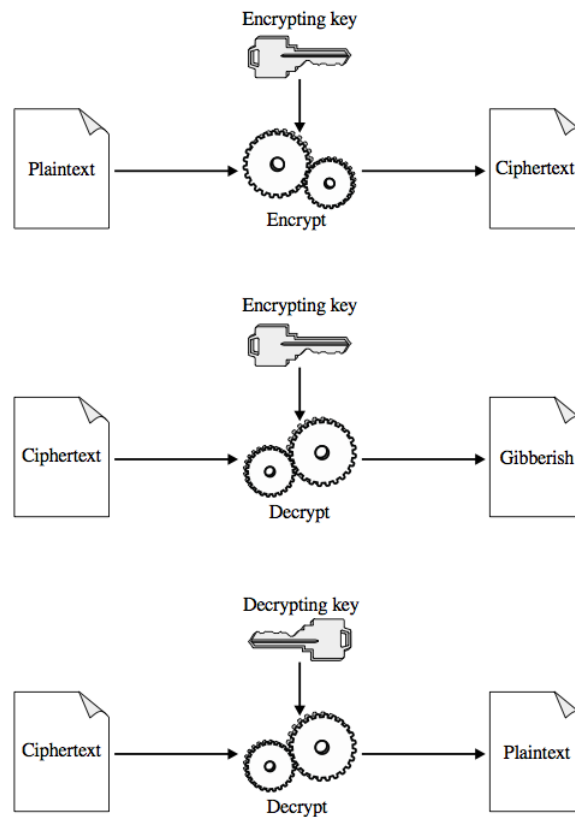 Encrypting key
Plaintext
Ciphertext
Encrypt
Encrypting key
Ciphertext
Gibberish
Decrypt
Decrypting key
Ciphertext
Plaintext
Decrypt